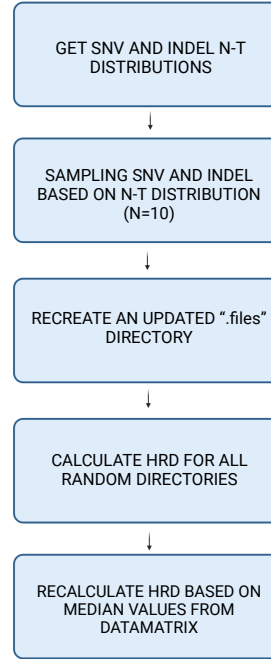 GET SNV AND INDEL N-T
DISTRIBUTIONS
SAMPLING SNV AND INDEL
BASED ON N-T DISTRIBUTION
(N=10)
RECREATE AN UPDATED “.files”
DIRECTORY
CALCULATE HRD FOR ALL
RANDOM DIRECTORIES
RECALCULATE HRD BASED ON
MEDIAN VALUES FROM
DATAMATRIX